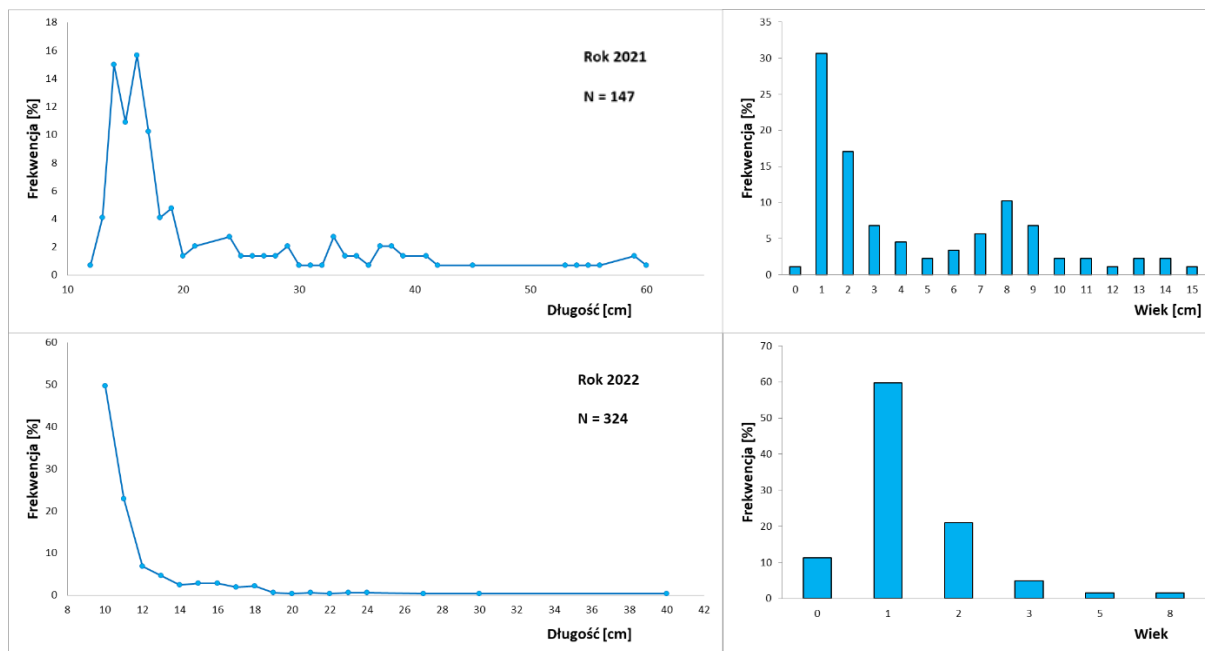 18
16
14
12
10
8
6
4
2
0
Frekwencja [%]
Rok 2021
N = 147
10 20 30 40 50 60
Długość [cm]
35
30
25
20
15
10
5
0
Frekwencja [%]
0 1 2 3 4 5 6 7 8 9 10 11 12 13 14 15
Wiek [cm]
60
50
40
30
20
10
0
Frekwencja [%]
Rok 2022
N = 324
8 10 12 14 16 18 20 22 24 26 28 30 32 34 36 38 40 42
Długość [cm]
70
60
50
40
30
20
10
0
Frekwencja [%]
0 1 2 3 5 8
Wiek